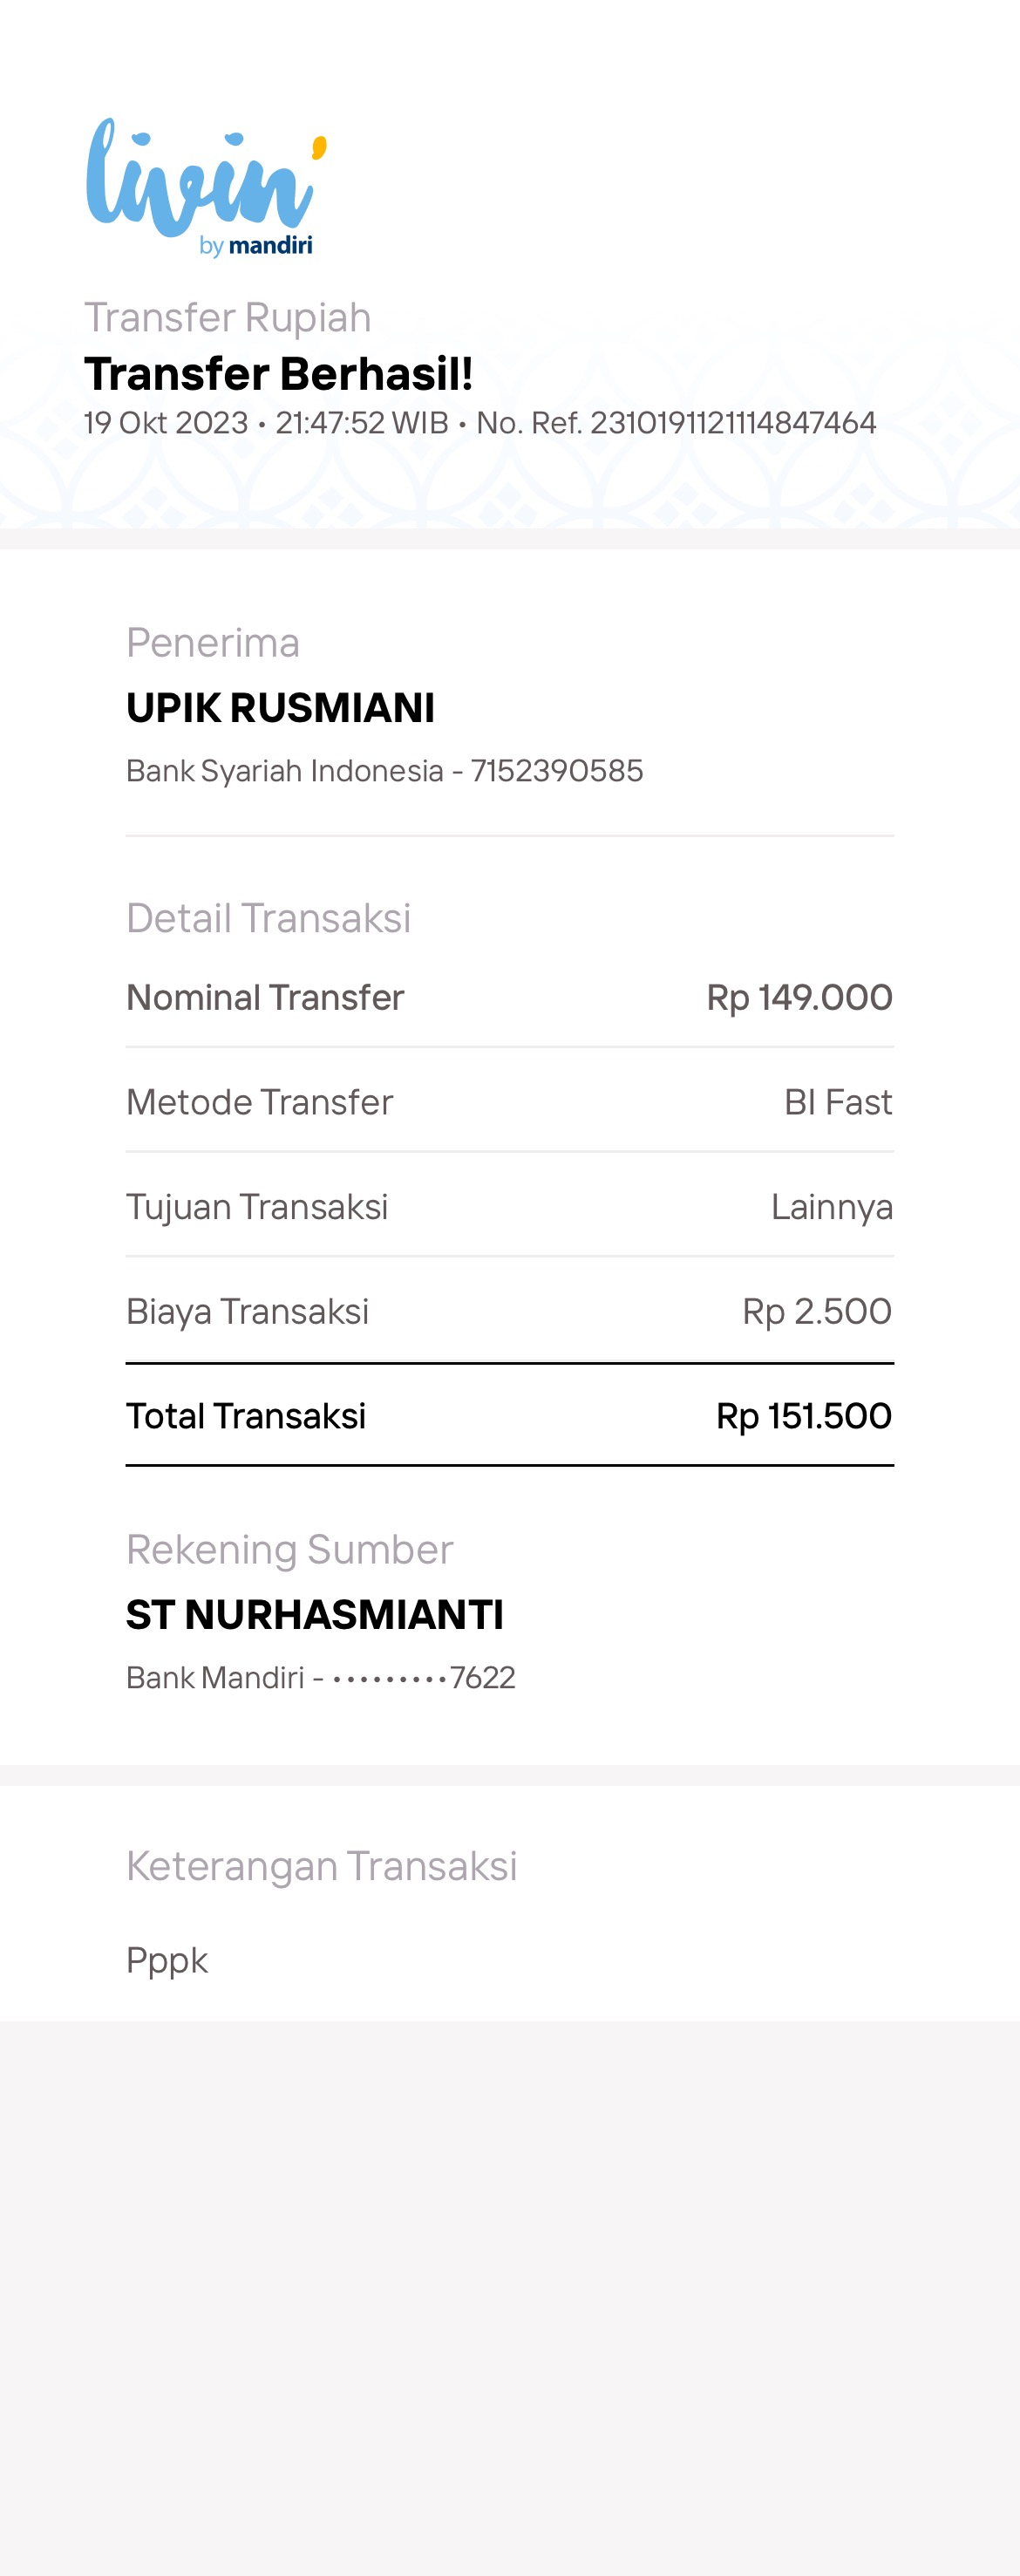 livin'
by mandiri
Transfer Rupiah
Transfer Berhasil!
19 Okt 2023 • 21:47:52 WIB • No. Ref. 2310191121114847464
Penerima
UPIK RUSMIANI
Bank Syariah Indonesia - 7152390585
Detail Transaksi
Nominal Transfer Rp 149.000
Metode Transfer BI Fast
Tujuan Transaksi Lainnya
Biaya Transaksi Rp 2.500
Total Transaksi Rp 151.500
Rekening Sumber
ST NURHASMIANTI
Bank Mandiri - •••••••••7622
Keterangan Transaksi
Pppk